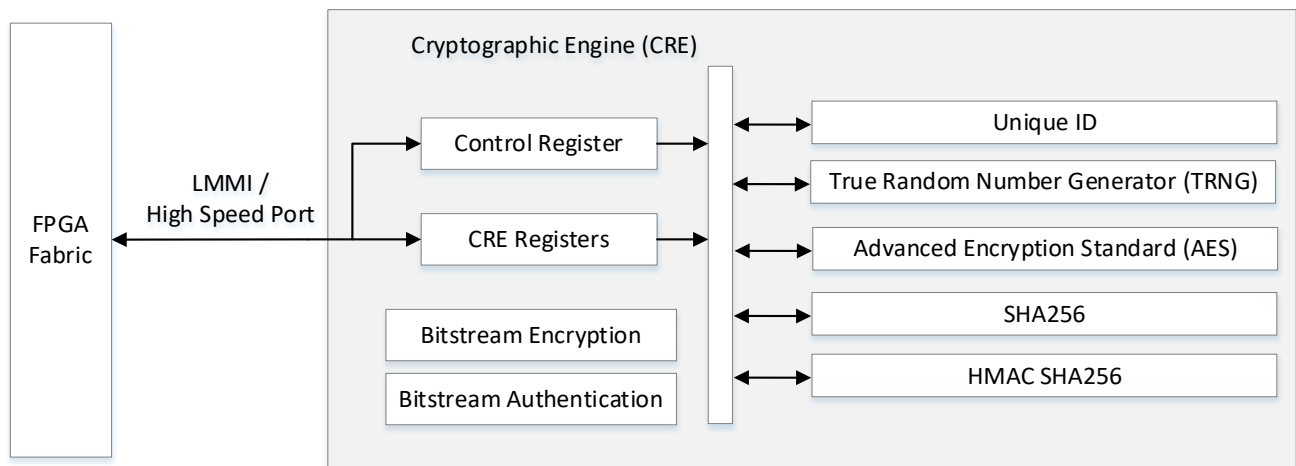 Cryptographic Engine (CRE)
FPGA
Fabric
LMMI /
High Speed Port
Control Register
CRE Registers
Bitstream Encryption
Bitstream Authentication
Unique ID
True Random Number Generator (TRNG)
Advanced Encryption Standard (AES)
SHA256
HMAC SHA256